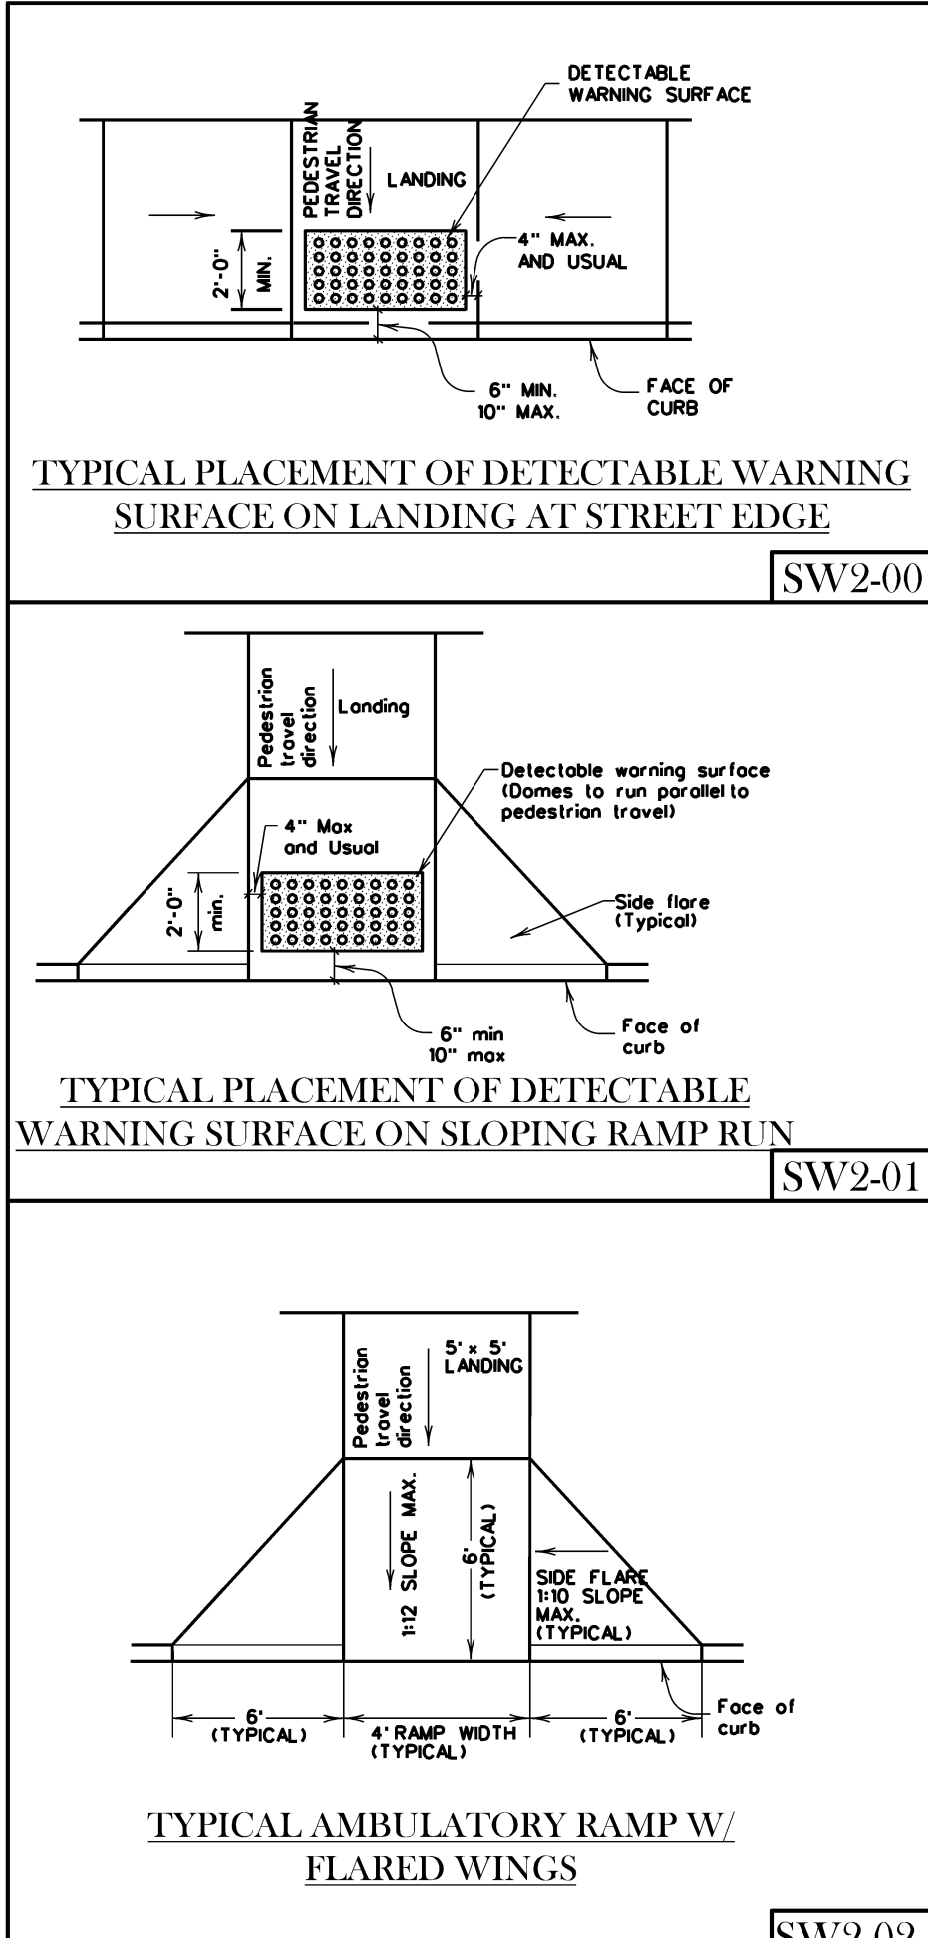 DETECTABLE
WARNING SURFACE
PEDESTRIAN
TRAVEL
DIRECTION
LANDING
4" MAX.
AND USUAL
2'-0"
MIN.
6" MIN.
10" MAX.
FACE OF
CURB
TYPICAL PLACEMENT OF DETECTABLE WARNING
SURFACE ON LANDING AT STREET EDGE
SW2-00
Pedestrian
travel
direction
Landing
Detectable warning surface
(Domes to run parallel to
pedestrian travel)
4" Max
and Usual
2'-0"
min.
Side flare
(Typical)
6" min
10" max
Face of
curb
TYPICAL PLACEMENT OF DETECTABLE
WARNING SURFACE ON SLOPING RAMP RUN
SW2-01
Pedestrian
travel
direction
5' x 5'
LANDING
1:12 SLOPE MAX.
6'
(TYPICAL)
SIDE FLARE
1:10 SLOPE
MAX.
(TYPICAL)
6'
(TYPICAL)
4' RAMP WIDTH
(TYPICAL)
6'
(TYPICAL)
Face of
curb
TYPICAL AMBULATORY RAMP W/
FLARED WINGS
SW2-02